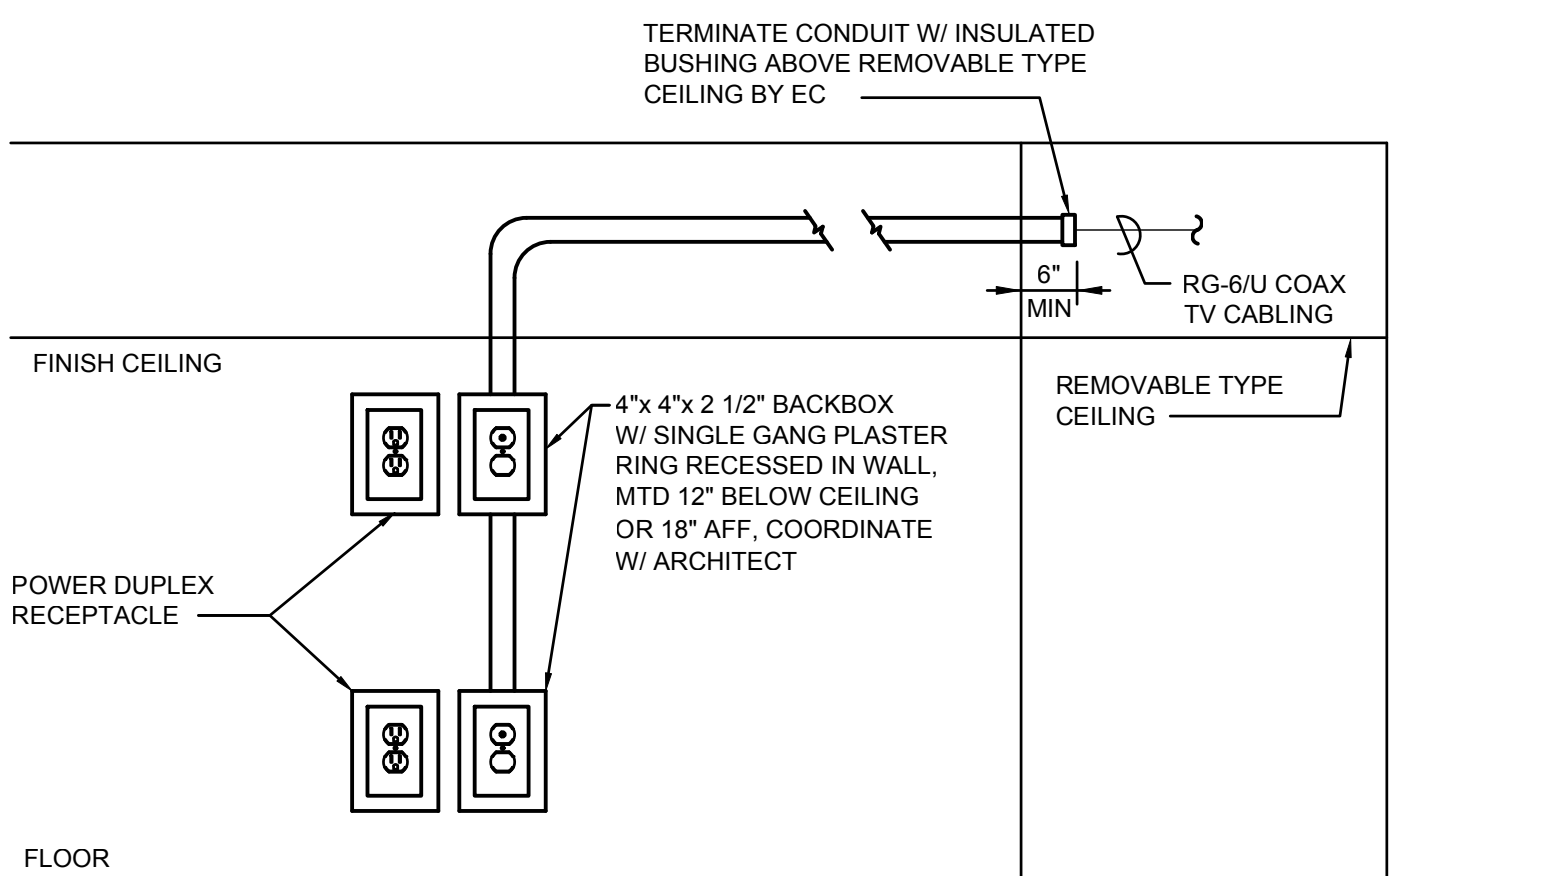 TERMINATE CONDUIT W/ INSULATED
BUSHING ABOVE REMOVABLE TYPE
CEILING BY EC
6"
MIN
RG-6/U COAX
TV CABLING
FINISH CEILING
REMOVABLE TYPE
CEILING
4"x 4"x 2 1/2" BACKBOX
W/ SINGLE GANG PLASTER
RING RECESSED IN WALL,
MTD 12" BELOW CEILING
OR 18" AFF, COORDINATE
W/ ARCHITECT
POWER DUPLEX
RECEPTACLE
FLOOR